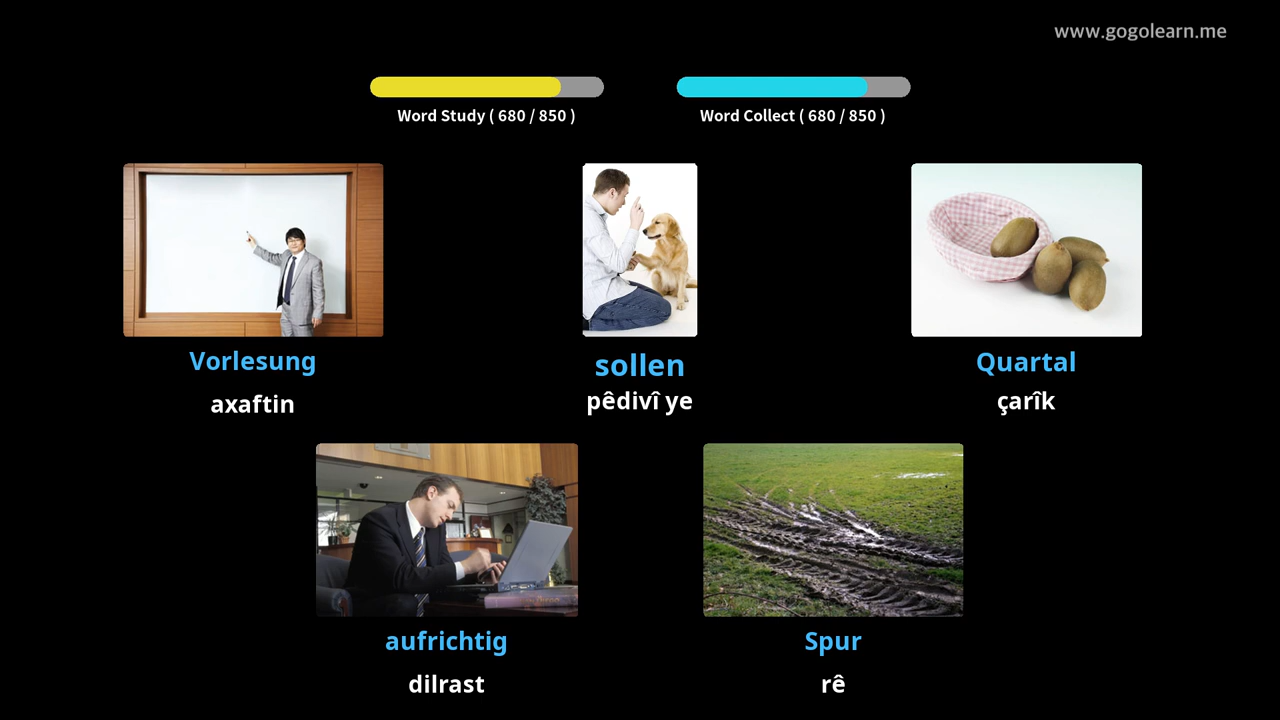 www.gogolearn.me
Word Study ( 680 / 850 )
Word Collect ( 680 / 850 )
Vorlesung
axaftin
sollen
pêdivî ye
Quartal
çarîk
aufrichtig
dilrast
Spur
rê